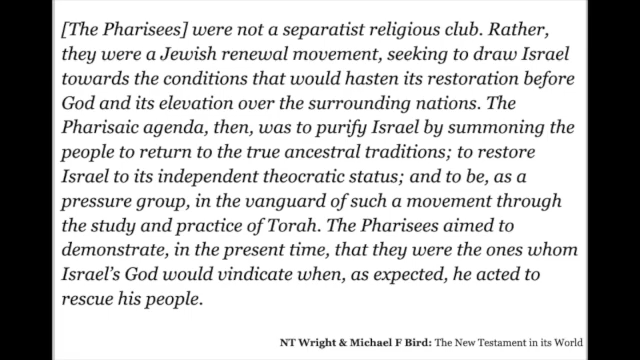 [The Pharisees] were not a separatist religious club. Rather,
they were a Jewish renewal movement, seeking to draw Israel
towards the conditions that would hasten its restoration before
God and its elevation over the surrounding nations. The
Pharisaic agenda, then, was to purify Israel by summoning the
people to return to the true ancestral traditions; to restore
Israel to its independent theocratic status; and to be, as a
pressure group, in the vanguard of such a movement through
the study and practice of Torah. The Pharisees aimed to
demonstrate, in the present time, that they were the ones whom
Israel's God would vindicate when, as expected, he acted to
rescue his people.
NT Wright & Michael F Bird: The New Testament in its World